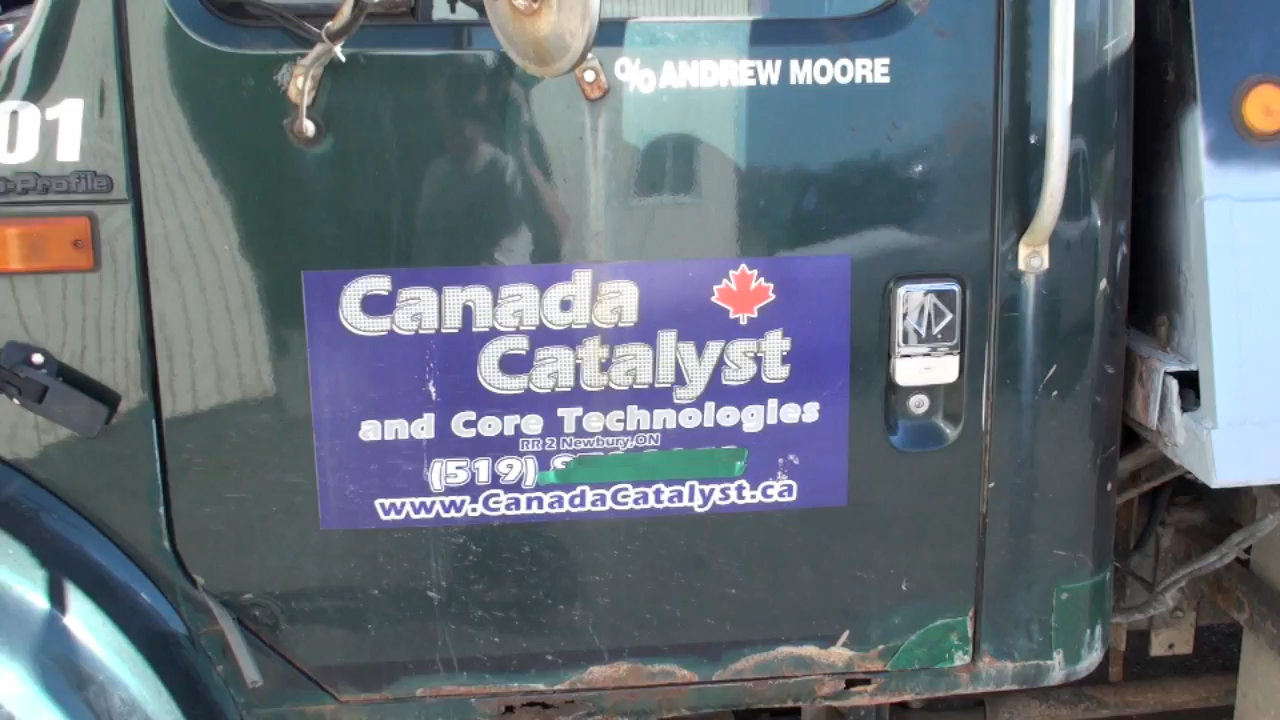 % ANDREW MOORE
01
i-Profile
Canada
Catalyst
and Core Technologies
RR 2 Newbury, ON
(519)
www.CanadaCatalyst.ca